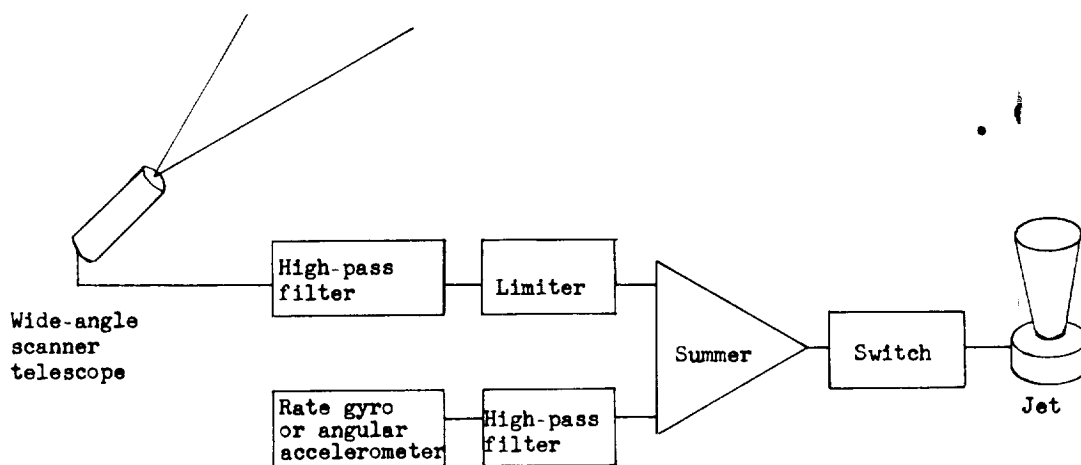 Wide-angle
scanner
telescope
High-pass
filter
Limiter
Rate gyro
or angular
accelerometer
High-pass
filter
Summer
Switch
Jet